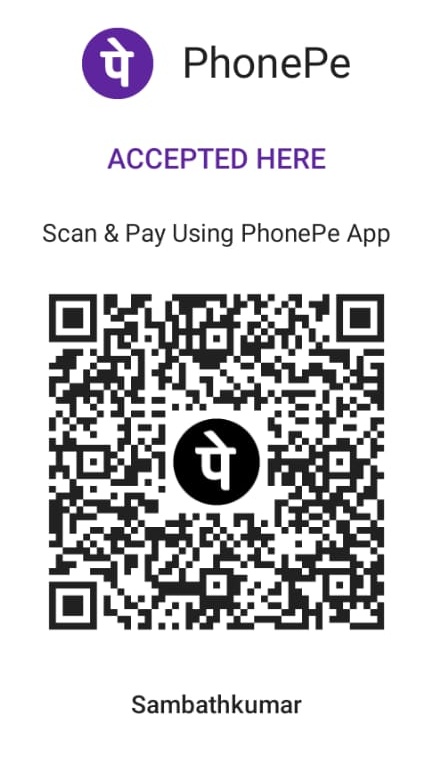 पे PhonePe
ACCEPTED HERE
Scan & Pay Using PhonePe App
पे
Sambathkumar